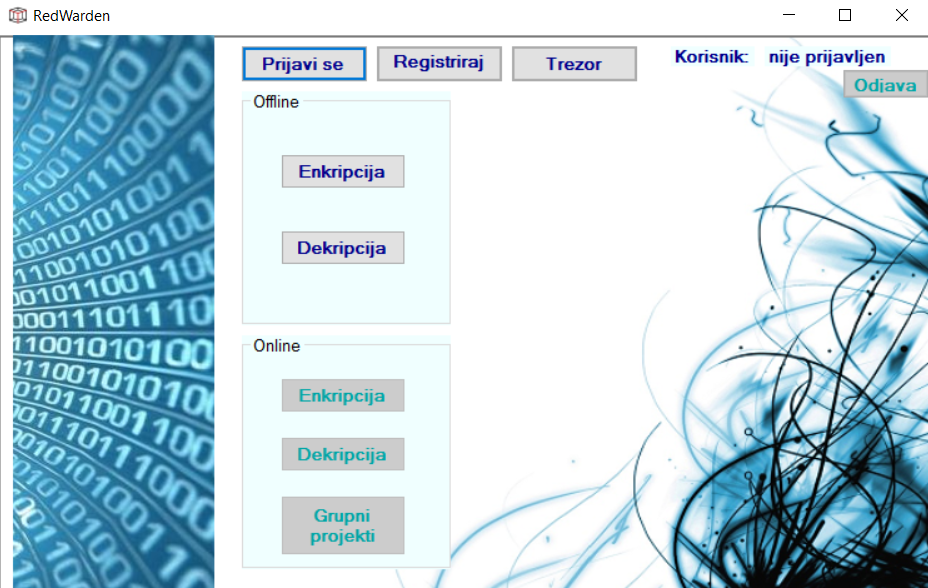 RedWarden
Prijavi se
Registriraj
Trezor
Korisnik: nije prijavljen
Odjava
Offline
Enkripcija
Dekripcija
Online
Enkripcija
Dekripcija
Grupni
projekti